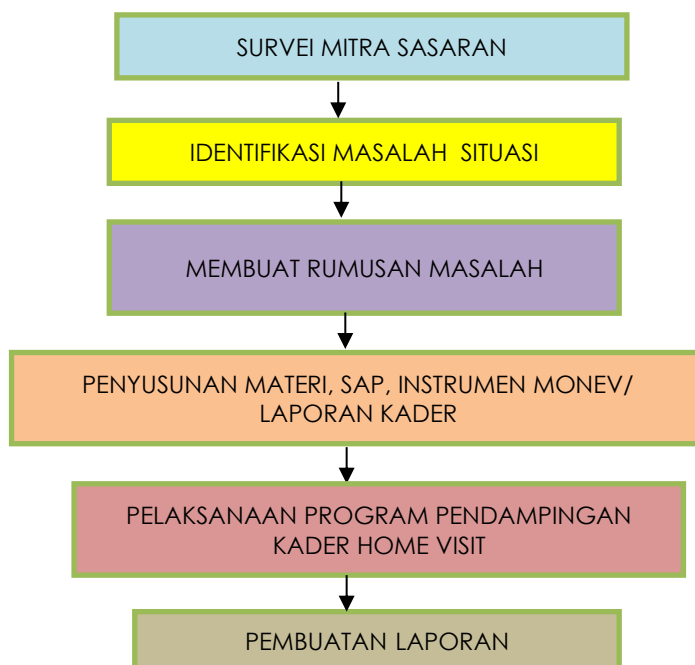 SURVEI MITRA SASARAN
IDENTIFIKASI MASALAH SITUASI
MEMBUAT RUMUSAN MASALAH
PENYUSUNAN MATERI, SAP, INSTRUMEN MONEV/
LAPORAN KADER
PELAKSANAAN PROGRAM PENDAMPINGAN
KADER HOME VISIT
PEMBUATAN LAPORAN